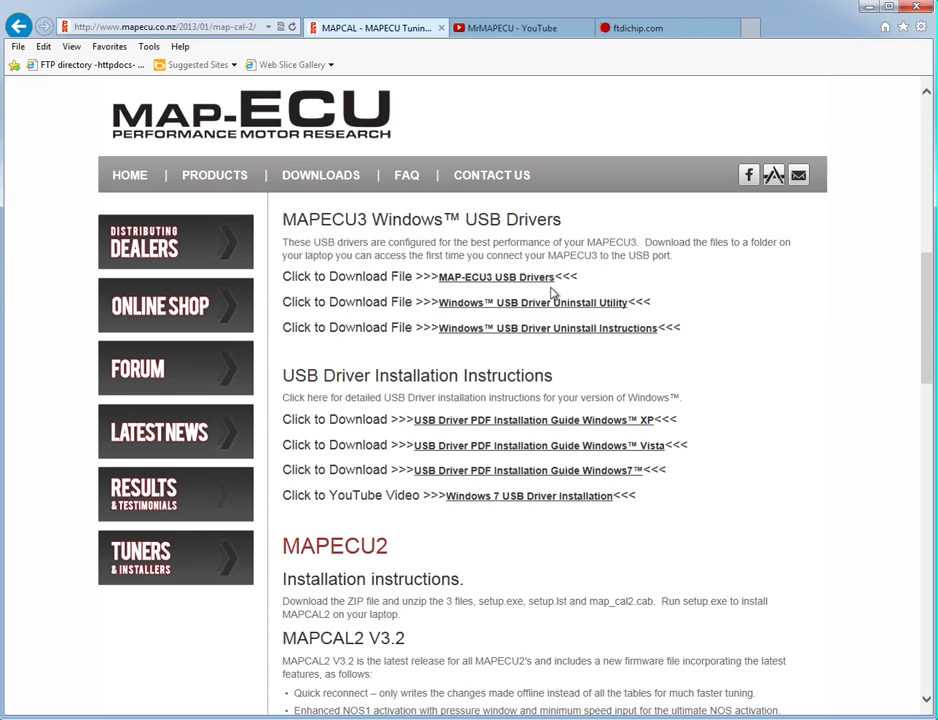 http://www.mapecu.co.nz/2013/01/map-cal-2/
MAPCAL - MAPECU Tunin...
MrMAPECU - YouTube
ftdichip.com
File Edit View Favorites Tools Help
FTP directory -httpdocs- ...
Suggested Sites
Web Slice Gallery
MAP-ECU
PERFORMANCE MOTOR RESEARCH
HOME | PRODUCTS | DOWNLOADS | FAQ | CONTACT US
f
DISTRIBUTING
DEALERS
ONLINE SHOP
FORUM
LATEST NEWS
RESULTS
& TESTIMONIALS
TUNERS
& INSTALLERS
MAPECU3 Windows™ USB Drivers
These USB drivers are configured for the best performance of your MAPECU3.  Download the files to a folder on
your laptop you can access the first time you connect your MAPECU3 to the USB port.
Click to Download File >>>MAP-ECU3 USB Drivers<<<
Click to Download File >>>Windows™ USB Driver Uninstall Utility<<<
Click to Download File >>>Windows™ USB Driver Uninstall Instructions<<<
USB Driver Installation Instructions
Click here for detailed USB Driver installation instructions for your version of Windows™.
Click to Download >>>USB Driver PDF Installation Guide Windows™ XP<<<
Click to Download >>>USB Driver PDF Installation Guide Windows™ Vista<<<
Click to Download >>>USB Driver PDF Installation Guide Windows7™<<<
Click to YouTube Video >>>Windows 7 USB Driver Installation<<<
MAPECU2
Installation instructions.
Download the ZIP file and unzip the 3 files, setup.exe, setup.lst and map_cal2.cab.  Run setup.exe to install
MAPCAL2 on your laptop.
MAPCAL2 V3.2
MAPCAL2 V3.2 is the latest release for all MAPECU2's and includes a new firmware file incorporating the latest
features, as follows:
• Quick reconnect – only writes the changes made offline instead of all the tables for much faster tuning.
• Enhanced NOS1 activation with pressure window and minimum speed input for the ultimate NOS activation.